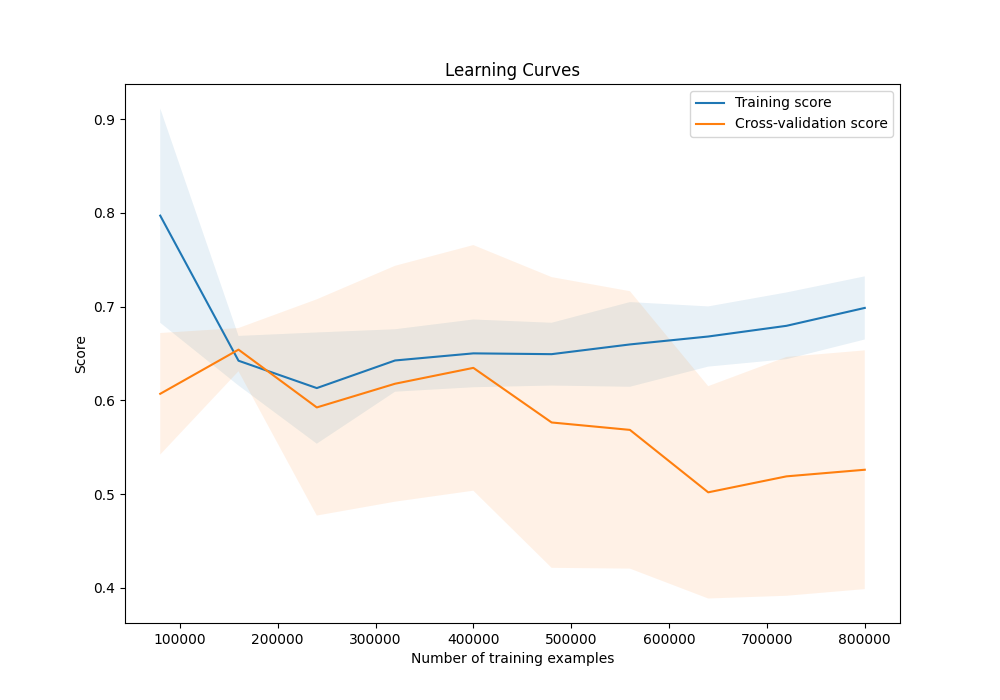 Learning Curves
Training score
Cross-validation score
Score
0.9
0.8
0.7
0.6
0.5
0.4
100000 200000 300000 400000 500000 600000 700000 800000
Number of training examples